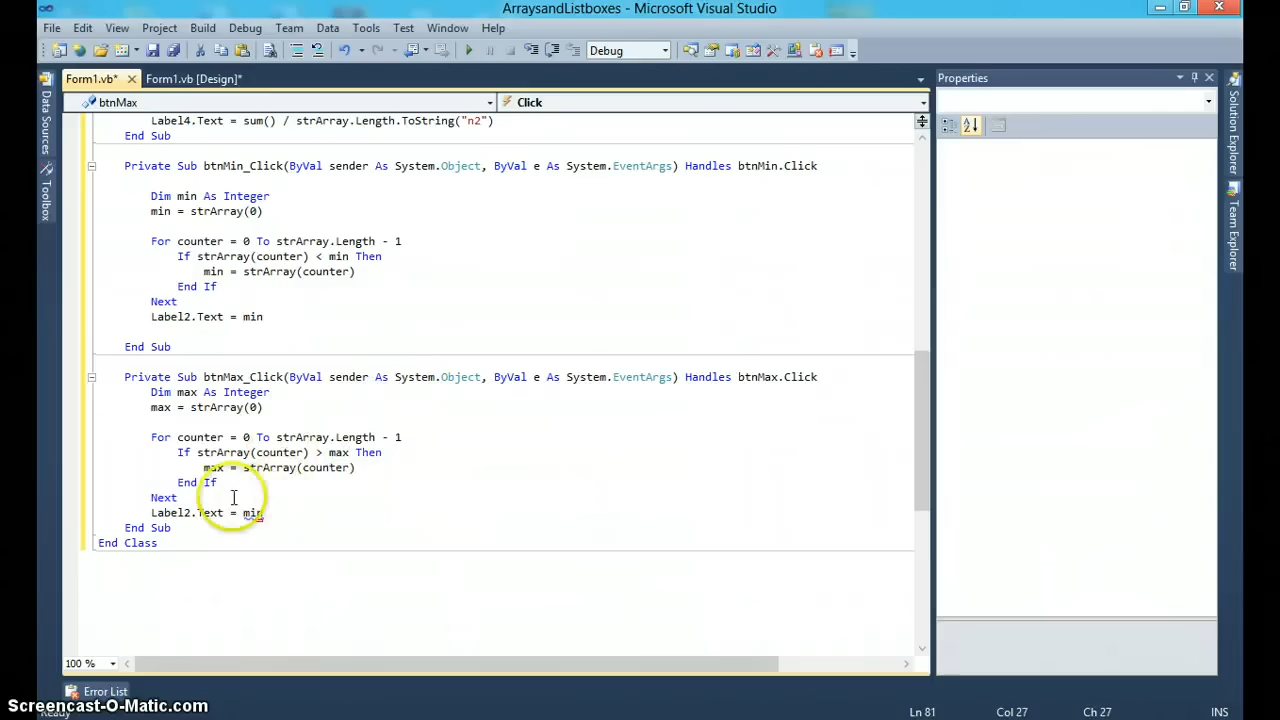 ArraysandListboxes - Microsoft Visual Studio
File Edit View Project Build Debug Team Data Tools Test Window Help
Debug
Form1.vb* Form1.vb [Design]*
Properties
btnMax Click
Data Sources
Toolbox
Solution Explorer
Team Explorer
Label4.Text = sum() / strArray.Length.ToString("n2")
End Sub
Private Sub btnMin_Click(ByVal sender As System.Object, ByVal e As System.EventArgs) Handles btnMin.Click
Dim min As Integer
min = strArray(0)
For counter = 0 To strArray.Length - 1
If strArray(counter) < min Then
min = strArray(counter)
End If
Next
Label2.Text = min
End Sub
Private Sub btnMax_Click(ByVal sender As System.Object, ByVal e As System.EventArgs) Handles btnMax.Click
Dim max As Integer
max = strArray(0)
For counter = 0 To strArray.Length - 1
If strArray(counter) > max Then
max = strArray(counter)
End If
Next
Label2.Text = min
End Sub
End Class
100 %
Error List
Screencast-O-Matic.com
Ready Ln 81 Col 27 Ch 27 INS